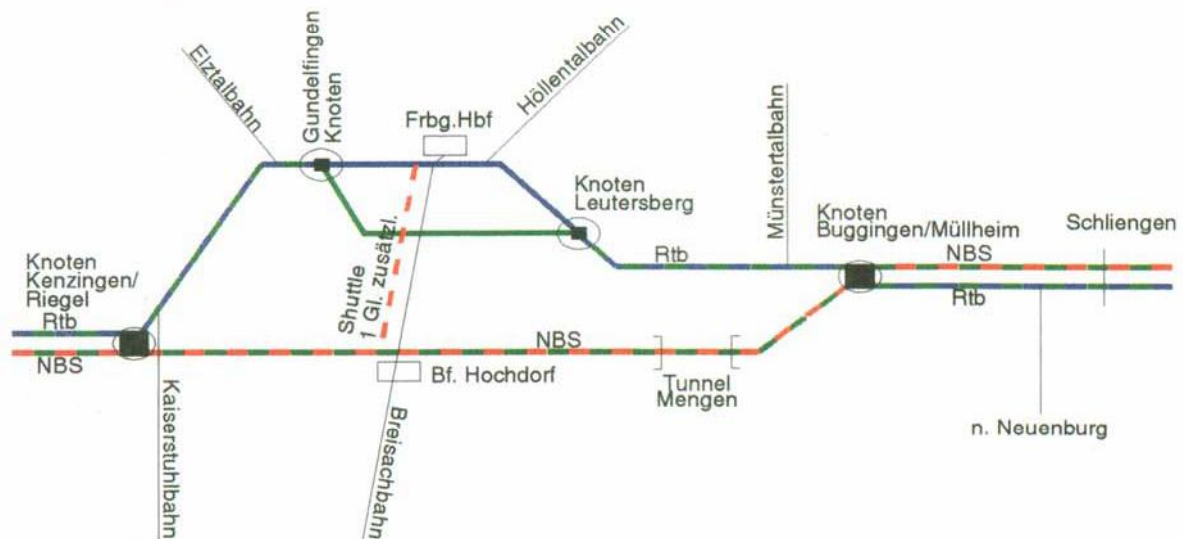 Elztalbahn
Gundelfingen
Knoten
Frbg.Hbf
Höllentalbahn
Münstertalbahn
Knoten
Leutersberg
Knoten
Buggingen/Müllheim
Schliengen
NBS
Rtb
Rtb
Knoten
Kenzingen/
Riegel
Rtb
NBS
Shuttle
1 Gl. zusätzl.
NBS
Bf. Hochdorf
Tunnel
Mengen
Kaiserstuhlbahn
Breisachbahn
n. Neuenburg